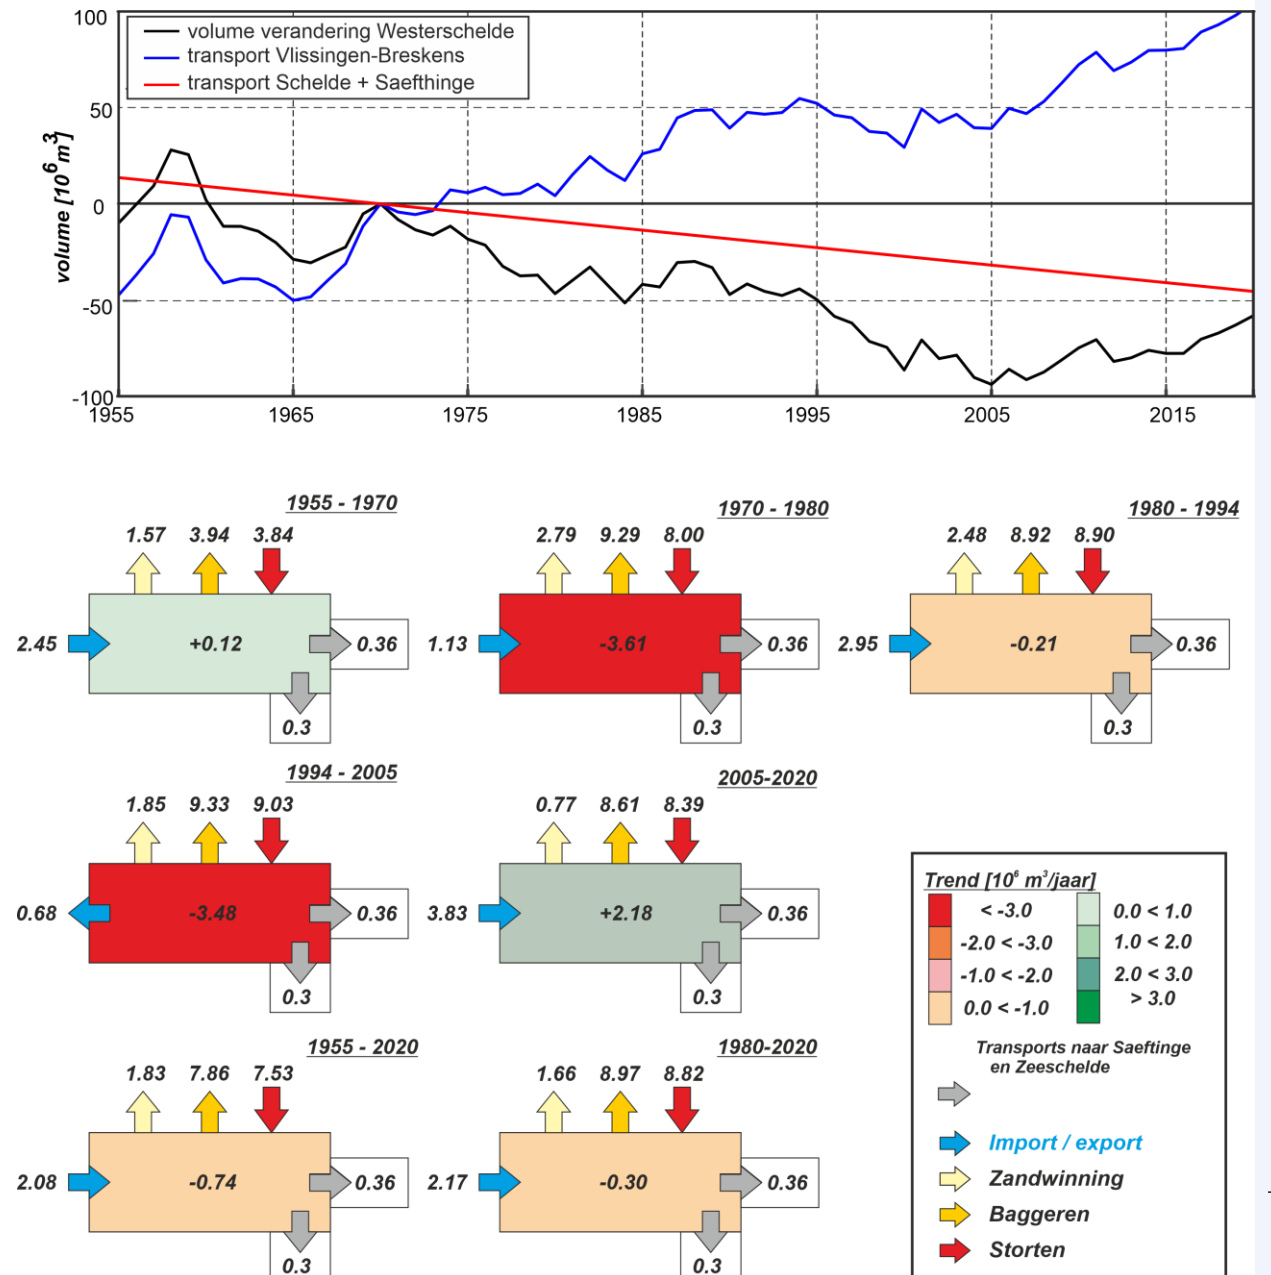 100
50
0
-50
-100
volume [10⁶ m³]
volume verandering Westerschelde
transport Vlissingen-Breskens
transport Schelde + Saefthinge
1955 1965 1975 1985 1995 2005 2015
1955 - 1970
1.57 3.94 3.84
2.45 +0.12 0.36
0.3
1970 - 1980
2.79 9.29 8.00
1.13 -3.61 0.36
0.3
1980 - 1994
2.48 8.92 8.90
2.95 -0.21 0.36
0.3
1994 - 2005
1.85 9.33 9.03
0.68 -3.48 0.36
0.3
2005-2020
0.77 8.61 8.39
3.83 +2.18 0.36
0.3
1955 - 2020
1.83 7.86 7.53
2.08 -0.74 0.36
0.3
1980-2020
1.66 8.97 8.82
2.17 -0.30 0.36
0.3
Trend [10⁶ m³/jaar]
< -3.0 0.0 < 1.0
-2.0 < -3.0 1.0 < 2.0
-1.0 < -2.0 2.0 < 3.0
0.0 < -1.0 > 3.0
Transports naar Saeftinge
en Zeeschelde
Import / export
Zandwinning
Baggeren
Storten